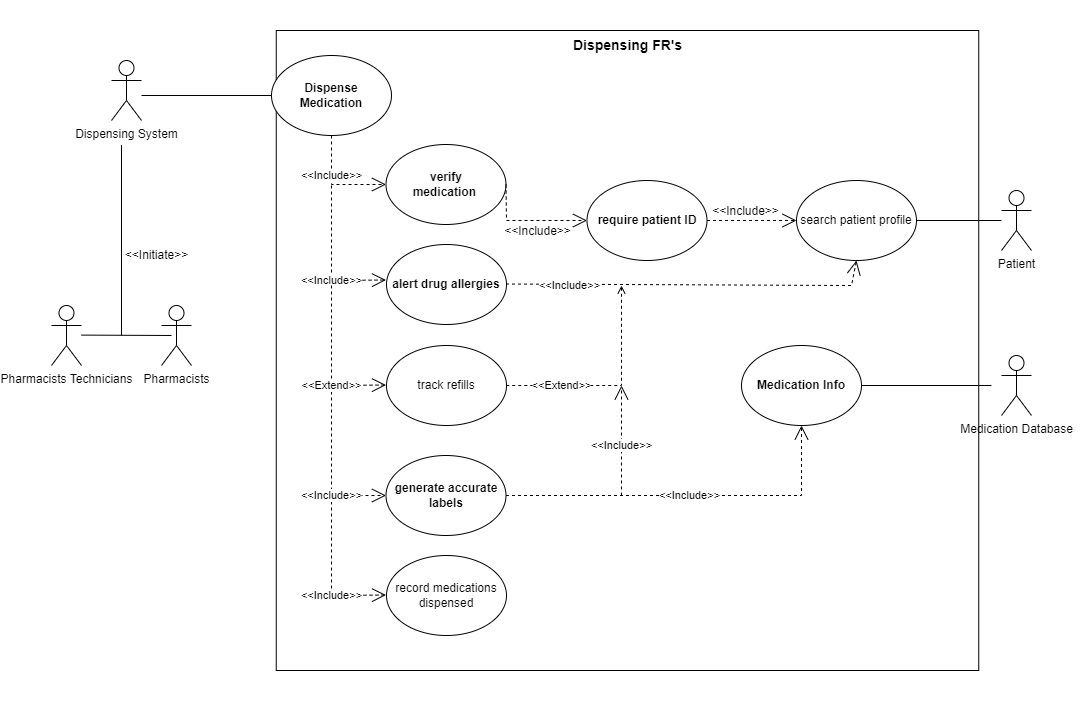 Dispensing FR's
Dispense
Medication
Dispensing System
<<Include>>
verify
medication
require patient ID
<<Include>>
search patient profile
<<Include>>
<<Initiate>>
Patient
<<Include>>
alert drug allergies
<<Include>>
Pharmacists Technicians
Pharmacists
<<Extend>>
track refills
<<Extend>>
Medication Info
Medication Database
<<Include>>
<<Include>>
generate accurate
labels
<<Include>>
<<Include>>
record medications
dispensed